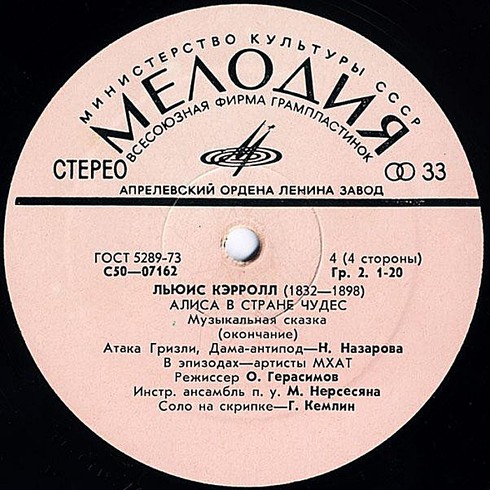 МИНИСТЕРСТВО КУЛЬТУРЫ СССР
МЕЛОДИЯ
ВСЕСОЮЗНАЯ ФИРМА ГРАМПЛАСТИНОК
СТЕРЕО 33
АПРЕЛЕВСКИЙ ОРДЕНА ЛЕНИНА ЗАВОД
ГОСТ 5289-73 4 (4 стороны)
С50—07162 Гр. 2. 1-20
ЛЬЮИС КЭРРОЛЛ (1832—1898)
АЛИСА В СТРАНЕ ЧУДЕС
Музыкальная сказка
(окончание)
Атака Гризли, Дама-антипод—Н. Назарова
В эпизодах—артисты МХАТ
Режиссер О. Герасимов
Инстр. ансамбль п. у. М. Нерсесяна
Соло на скрипке—Г. Кемлин